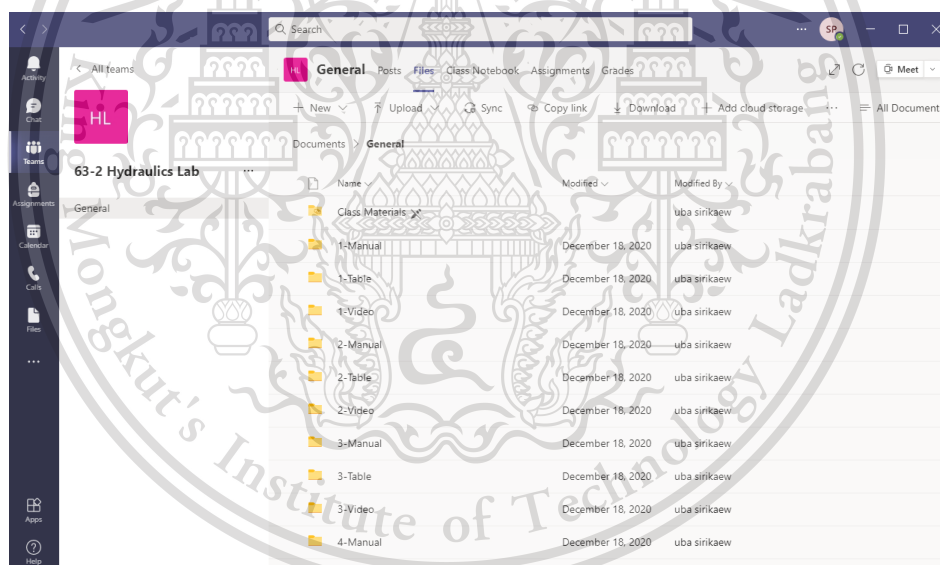 Search
... SP
Activity
Chat
Teams
Assignments
Calendar
Calls
Files
...
Apps
Help
All teams
HL
63-2 Hydraulics Lab ...
General
HL General Posts Files Class Notebook Assignments Grades Meet
+ New Upload Sync Copy link Download + Add cloud storage ... All Document
Documents > General
Name Modified Modified By
Class Materials uba sirikaew
1-Manual December 18, 2020 uba sirikaew
1-Table December 18, 2020 uba sirikaew
1-Video December 18, 2020 uba sirikaew
2-Manual December 18, 2020 uba sirikaew
2-Table December 18, 2020 uba sirikaew
2-Video December 18, 2020 uba sirikaew
3-Manual December 18, 2020 uba sirikaew
3-Table December 18, 2020 uba sirikaew
3-Video December 18, 2020 uba sirikaew
4-Manual December 18, 2020 uba sirikaew
Mongkut's Institute of Technology Ladkrabang